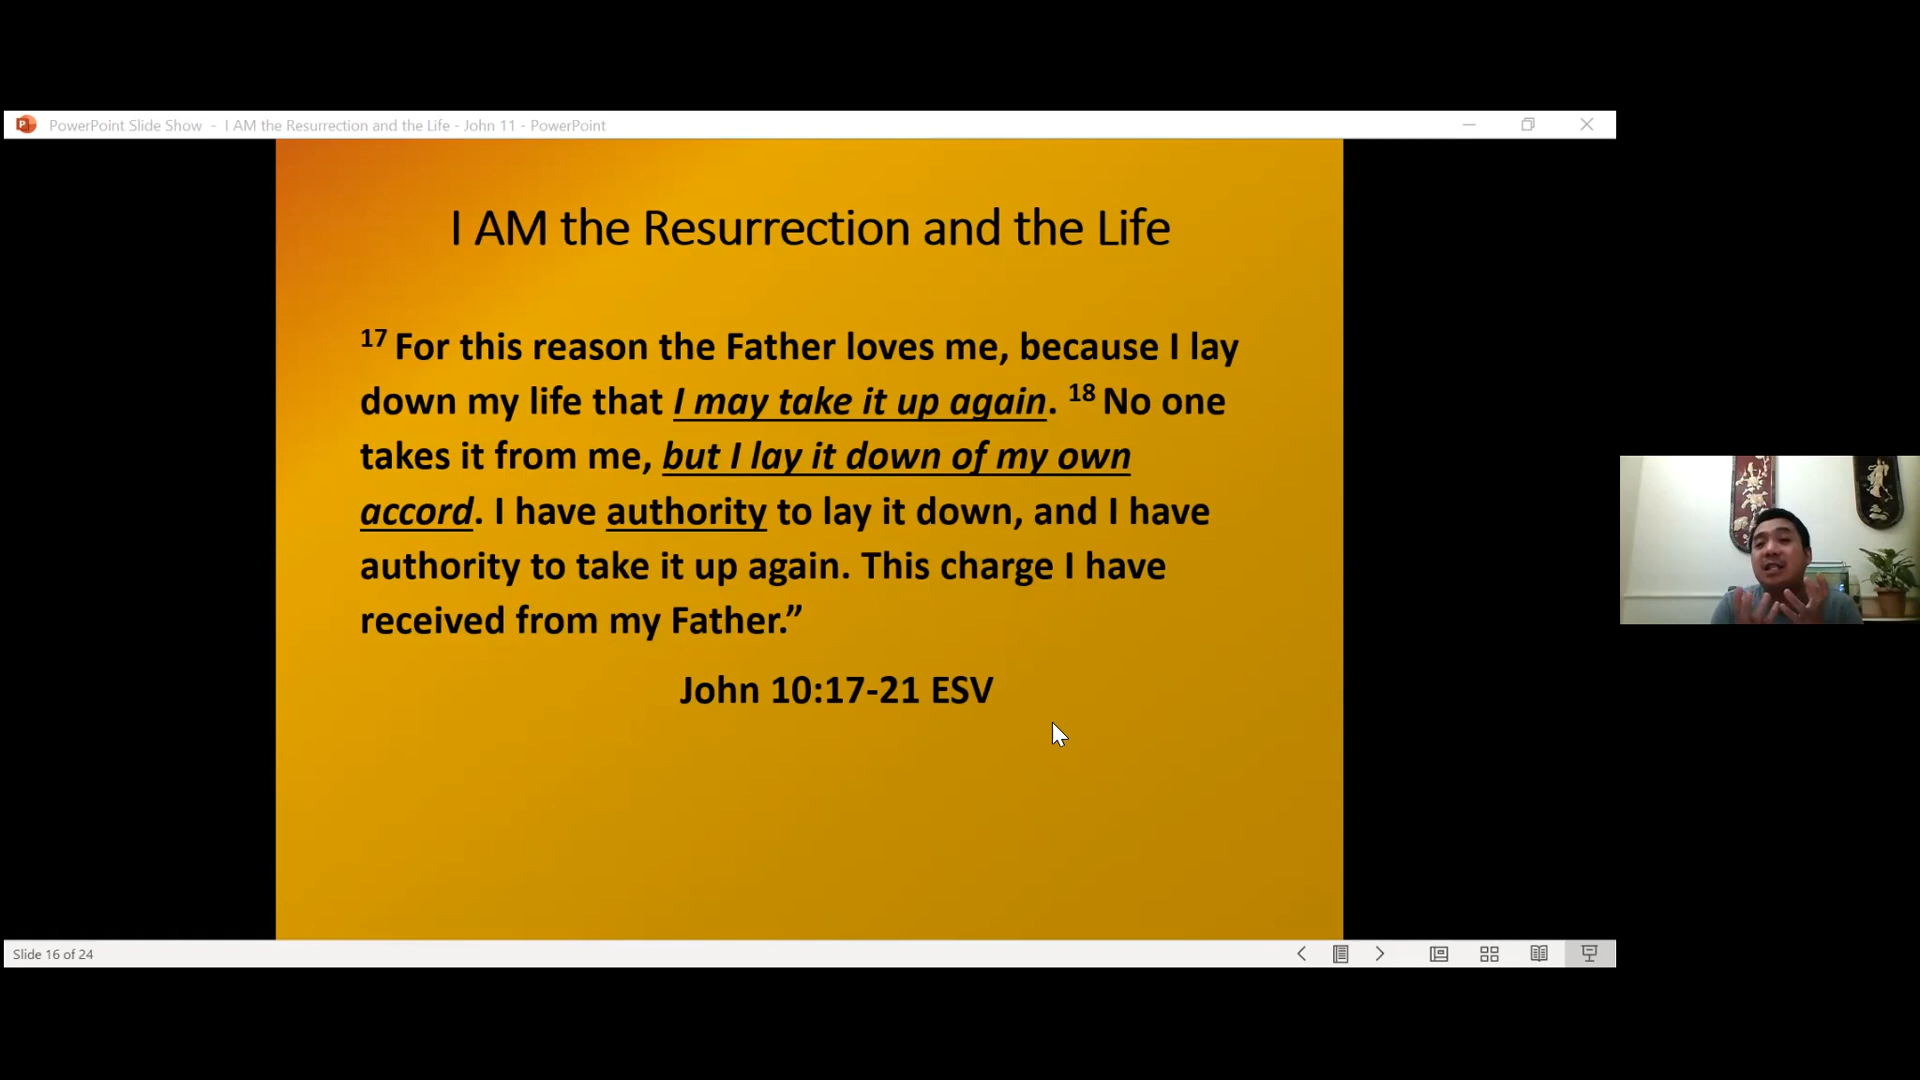 PowerPoint Slide Show - I AM the Resurrection and the Life - John 11 - PowerPoint
I AM the Resurrection and the Life
17 For this reason the Father loves me, because I lay
down my life that I may take it up again. 18 No one
takes it from me, but I lay it down of my own
accord. I have authority to lay it down, and I have
authority to take it up again. This charge I have
received from my Father.”
John 10:17-21 ESV
Slide 16 of 24